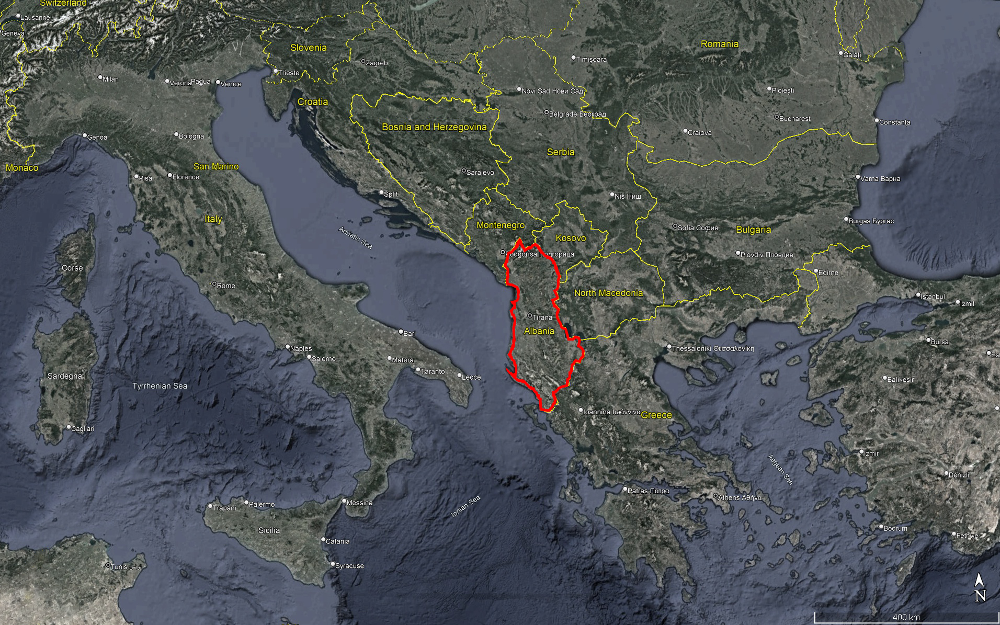 Switzerland
Lausanne
Geneva
Slovenia
Romania
Galați
Zagreb
Timișoara
Trieste
Milan
Verona
Padua
Venice
Novi Sad Нови Сад
Ploiești
Croatia
Belgrade Београд
Bucharest
Constanța
Bosnia and Herzegovina
Genoa
Bologna
Craiova
Serbia
Monaco
San Marino
Sarajevo
Pisa
Florence
Varna Варна
Split
Niš Ниш
Italy
Montenegro
Burgas Бургас
Sofia София
Bulgaria
Adriatic Sea
Kosovo
Podgorica Подгорица
Plovdiv Пловдив
Corse
Edirne
Rome
North Macedonia
Istanbul
İzmit
Tirana
Albania
Bari
Bursa
Naples
Thessaloniki Θεσσαλονίκη
Es
Salerno
Matera
Sardegna
Taranto
Lecce
Balıkesir
Tyrrhenian Sea
Ioannina Ιωάννινα
Greece
Cagliari
İzmir
Aegean Sea
Denizli
Patras Πάτρα
Athens Αθήνα
Messina
Palermo
Trapani
Ionian Sea
Sicilia
Bodrum
Fethiye
Catania
Tunis تونس
Syracuse
N
400 km